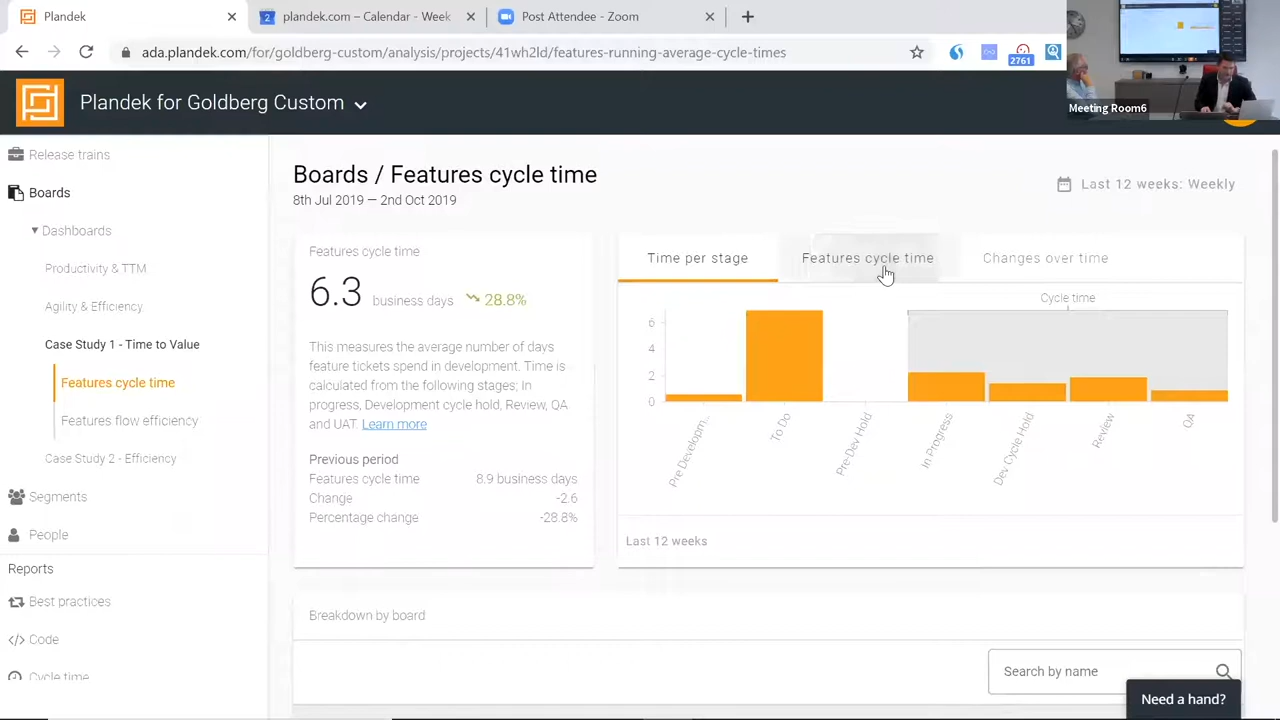 Plandek
plandek.com - Calendar -
Attendees - Zoom
ada.plandek.com/for/goldberg-custom/analysis/projects/
2761
Plandek for Goldberg Custom
Meeting Room6
Release trains
Boards
Dashboards
Productivity & TTM
Agility & Efficiency
Case Study 1 - Time to Value
Features cycle time
Features flow efficiency
Case Study 2 - Efficiency
Segments
People
Reports
Best practices
Code
Cycle time
Boards / Features cycle time
8th Jul 2019 — 2nd Oct 2019
Last 12 weeks: Weekly
Features cycle time
6.3 business days 28.8%
This measures the average number of days
feature tickets spend in development. Time is
calculated from the following stages; In
progress, Development cycle hold, Review, QA
and UAT. Learn more
Previous period
Features cycle time 8.9 business days
Change -2.6
Percentage change -28.8%
Time per stage Features cycle time Changes over time
Cycle time
6
4
2
0
Pre Developm...
To Do
Pre-Dev Hold
In Progress
Dev Cycle Hold
Review
QA
Last 12 weeks
Breakdown by board
Search by name
Need a hand?